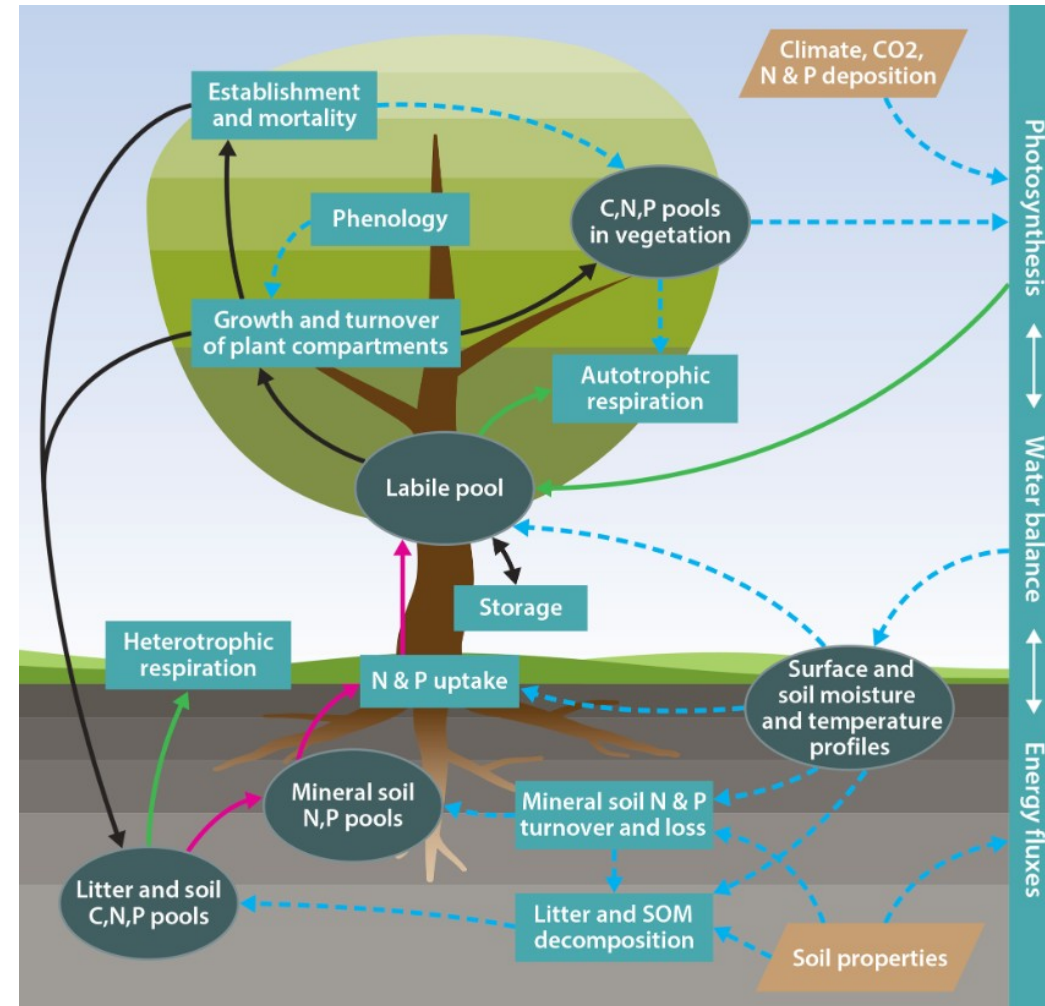 Climate, CO2,
N & P deposition
Establishment
and mortality
Phenology
C,N,P pools
in vegetation
Growth and turnover
of plant compartments
Autotrophic
respiration
Labile pool
Storage
Heterotrophic
respiration
N & P uptake
Surface and
soil moisture
and temperature
profiles
Mineral soil
N,P pools
Mineral soil N & P
turnover and loss
Litter and soil
C,N,P pools
Litter and SOM
decomposition
Soil properties
Photosynthesis
Water balance
Energy fluxes